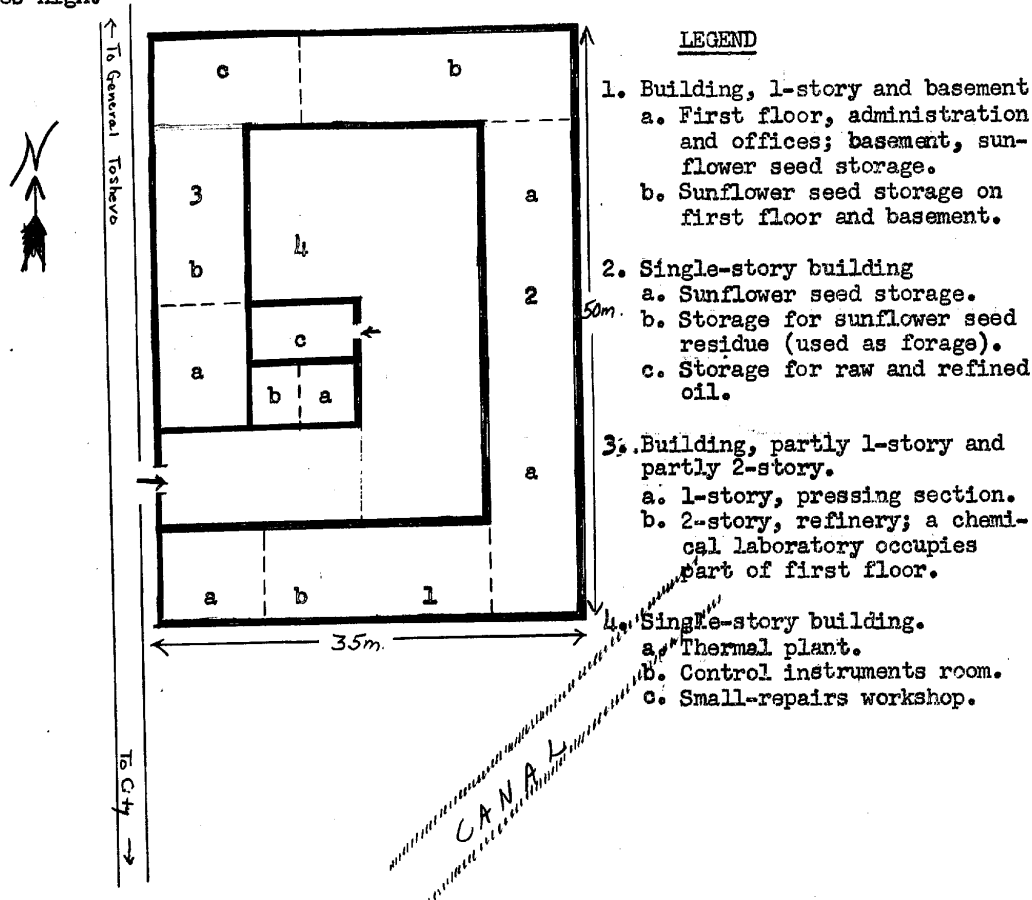 To General Toshevo
N
c
b
3
b
a
4
c
b
a
a
2
a
a
b
1
50m.
35m.
To City
CANAL
LEGEND
1. Building, 1-story and basement
a. First floor, administration
and offices; basement, sun-
flower seed storage.
b. Sunflower seed storage on
first floor and basement.
2. Single-story building
a. Sunflower seed storage.
b. Storage for sunflower seed
residue (used as forage).
c. Storage for raw and refined
oil.
3. Building, partly 1-story and
partly 2-story.
a. 1-story, pressing section.
b. 2-story, refinery; a chemi-
cal laboratory occupies
part of first floor.
4. Single-story building.
a. Thermal plant.
b. Control instruments room.
c. Small-repairs workshop.